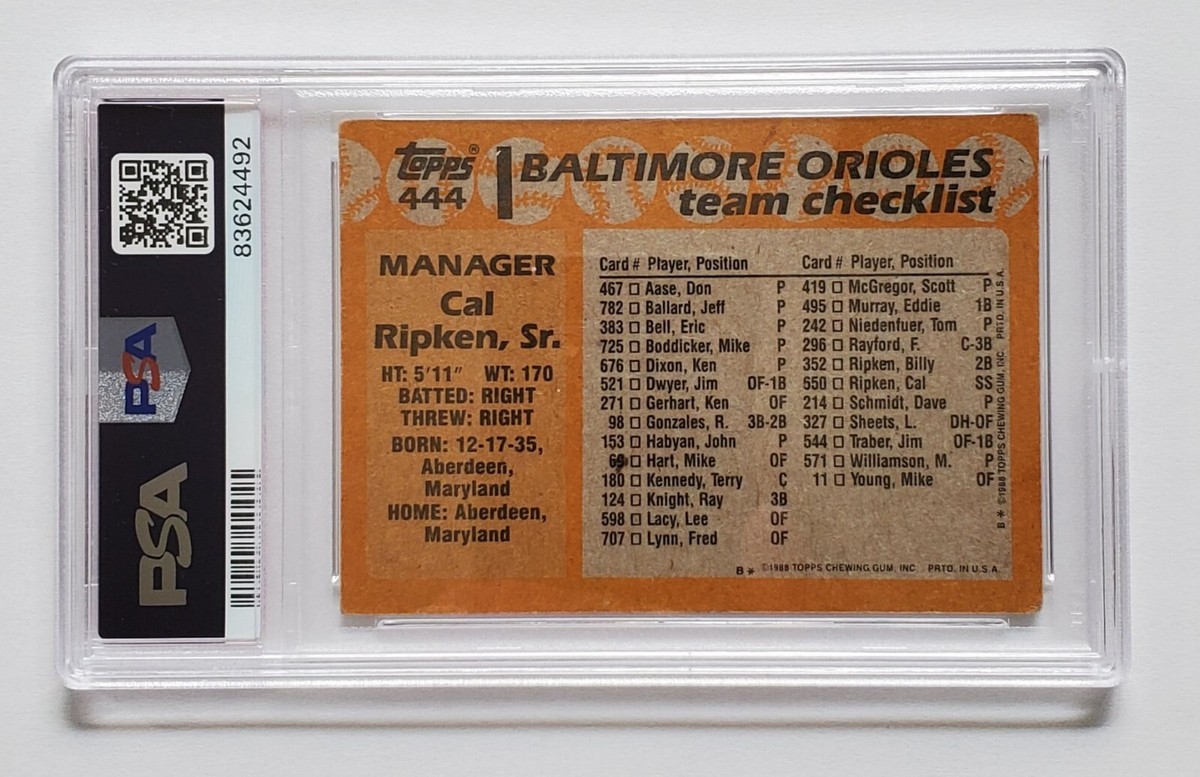 PSA
PSA
83624492
Topps®
444
BALTIMORE ORIOLES
team checklist
MANAGER
Cal
Ripken, Sr.
HT: 5'11" WT: 170
BATTED: RIGHT
THREW: RIGHT
BORN: 12-17-35,
Aberdeen,
Maryland
HOME: Aberdeen,
Maryland
Card # Player, Position
467 □ Aase, Don P
782 □ Ballard, Jeff P
383 □ Bell, Eric P
725 □ Boddicker, Mike P
676 □ Dixon, Ken P
521 □ Dwyer, Jim OF-1B
271 □ Gerhart, Ken OF
98 □ Gonzales, R. 3B-2B
153 □ Habyan, John P
69 □ Hart, Mike OF
180 □ Kennedy, Terry C
124 □ Knight, Ray 3B
598 □ Lacy, Lee OF
707 □ Lynn, Fred OF
Card # Player, Position
419 □ McGregor, Scott P
495 □ Murray, Eddie 1B
242 □ Niedenfuer, Tom P
296 □ Rayford, F. C-3B
352 □ Ripken, Billy 2B
650 □ Ripken, Cal SS
214 □ Schmidt, Dave P
327 □ Sheets, L. DH-OF
544 □ Traber, Jim OF-1B
571 □ Williamson, M. P
11 □ Young, Mike OF
B* ©1988 TOPPS CHEWING GUM, INC. PRTD. IN U.S.A.
B* ©1988 TOPPS CHEWING GUM, INC. PRTD. IN U.S.A.